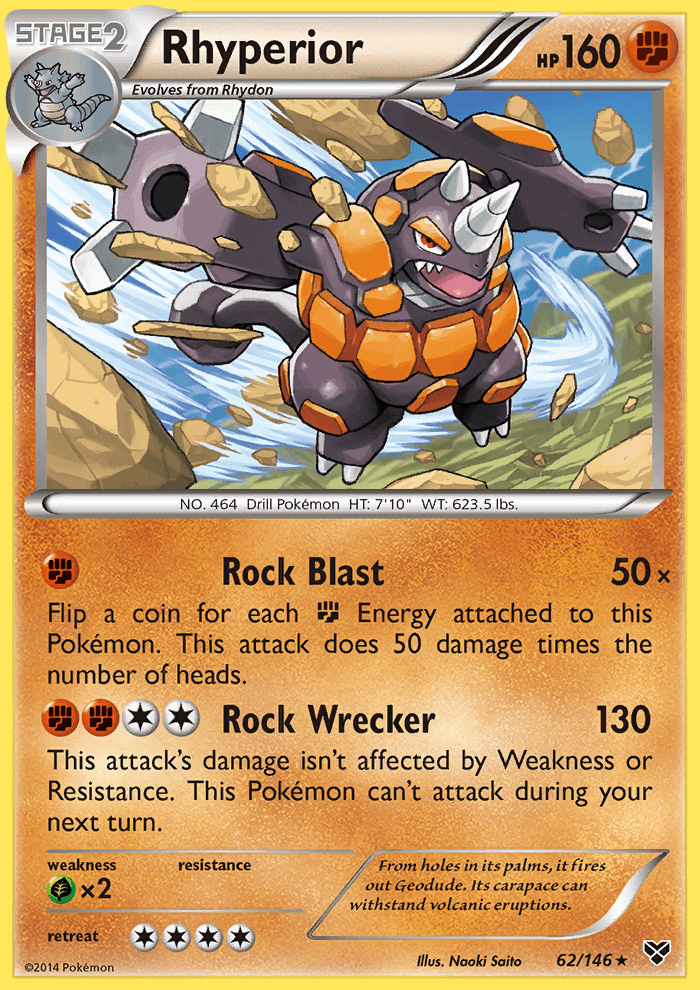 STAGE2
Rhyperior
HP160
Evolves from Rhydon
NO. 464 Drill Pokémon HT: 7'10" WT: 623.5 lbs.
Rock Blast 50×
Flip a coin for each Energy attached to this
Pokémon. This attack does 50 damage times the
number of heads.
Rock Wrecker 130
This attack's damage isn't affected by Weakness or
Resistance. This Pokémon can't attack during your
next turn.
weakness resistance
×2
From holes in its palms, it fires
out Geodude. Its carapace can
withstand volcanic eruptions.
retreat
Illus. Naoki Saito 62/146 ★
©2014 Pokémon